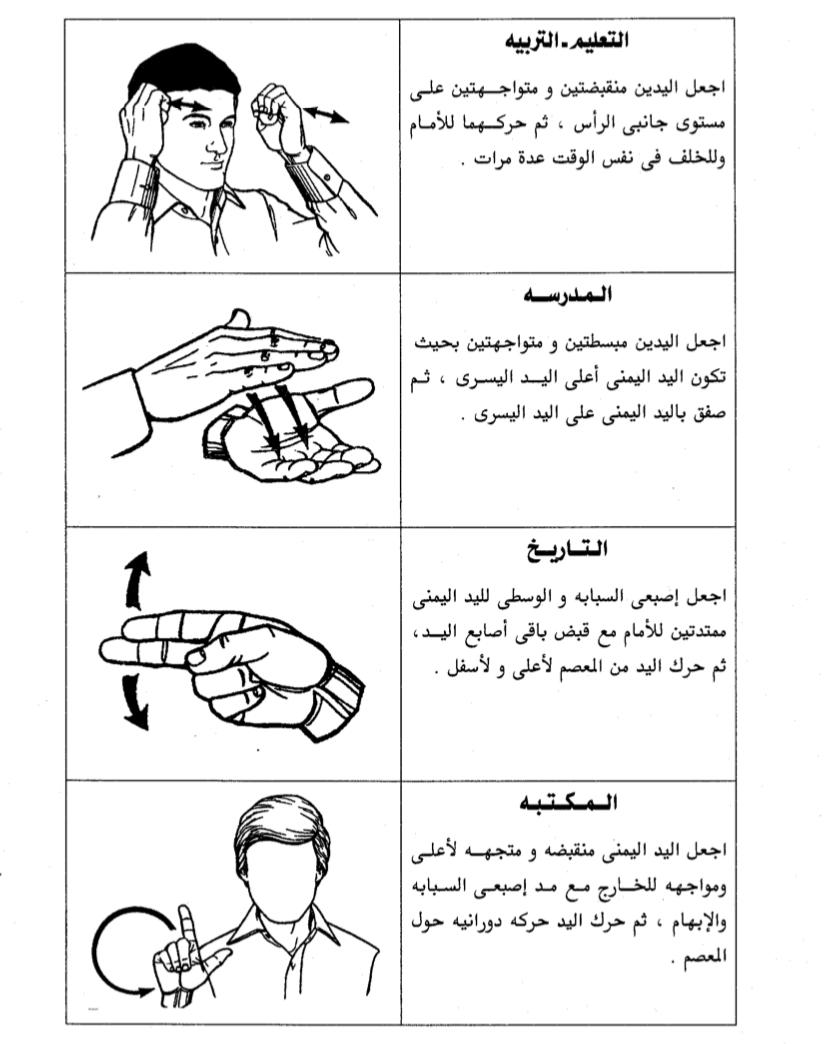 التعليم ـ التربيه
اجعل اليدين منقبضتين و متواجهتين على
مستوى جانبى الرأس ، ثم حركهما للأمام
وللخلف فى نفس الوقت عدة مرات .
المدرسه
اجعل اليدين مبسطتين و متواجهتين بحيث
تكون اليد اليمنى أعلى اليد اليسرى ، ثم
صفق باليد اليمنى على اليد اليسرى .
التاريخ
اجعل إصبعى السبابه و الوسطى لليد اليمنى
ممتدتين للأمام مع قبض باقى أصابع اليد،
ثم حرك اليد من المعصم لأعلى و لأسفل .
المكتبه
اجعل اليد اليمنى منقبضه و متجهه لأعلى
ومواجهه للخارج مع مد إصبعى السبابه
والإبهام ، ثم حرك اليد حركه دورانيه حول
المعصم .